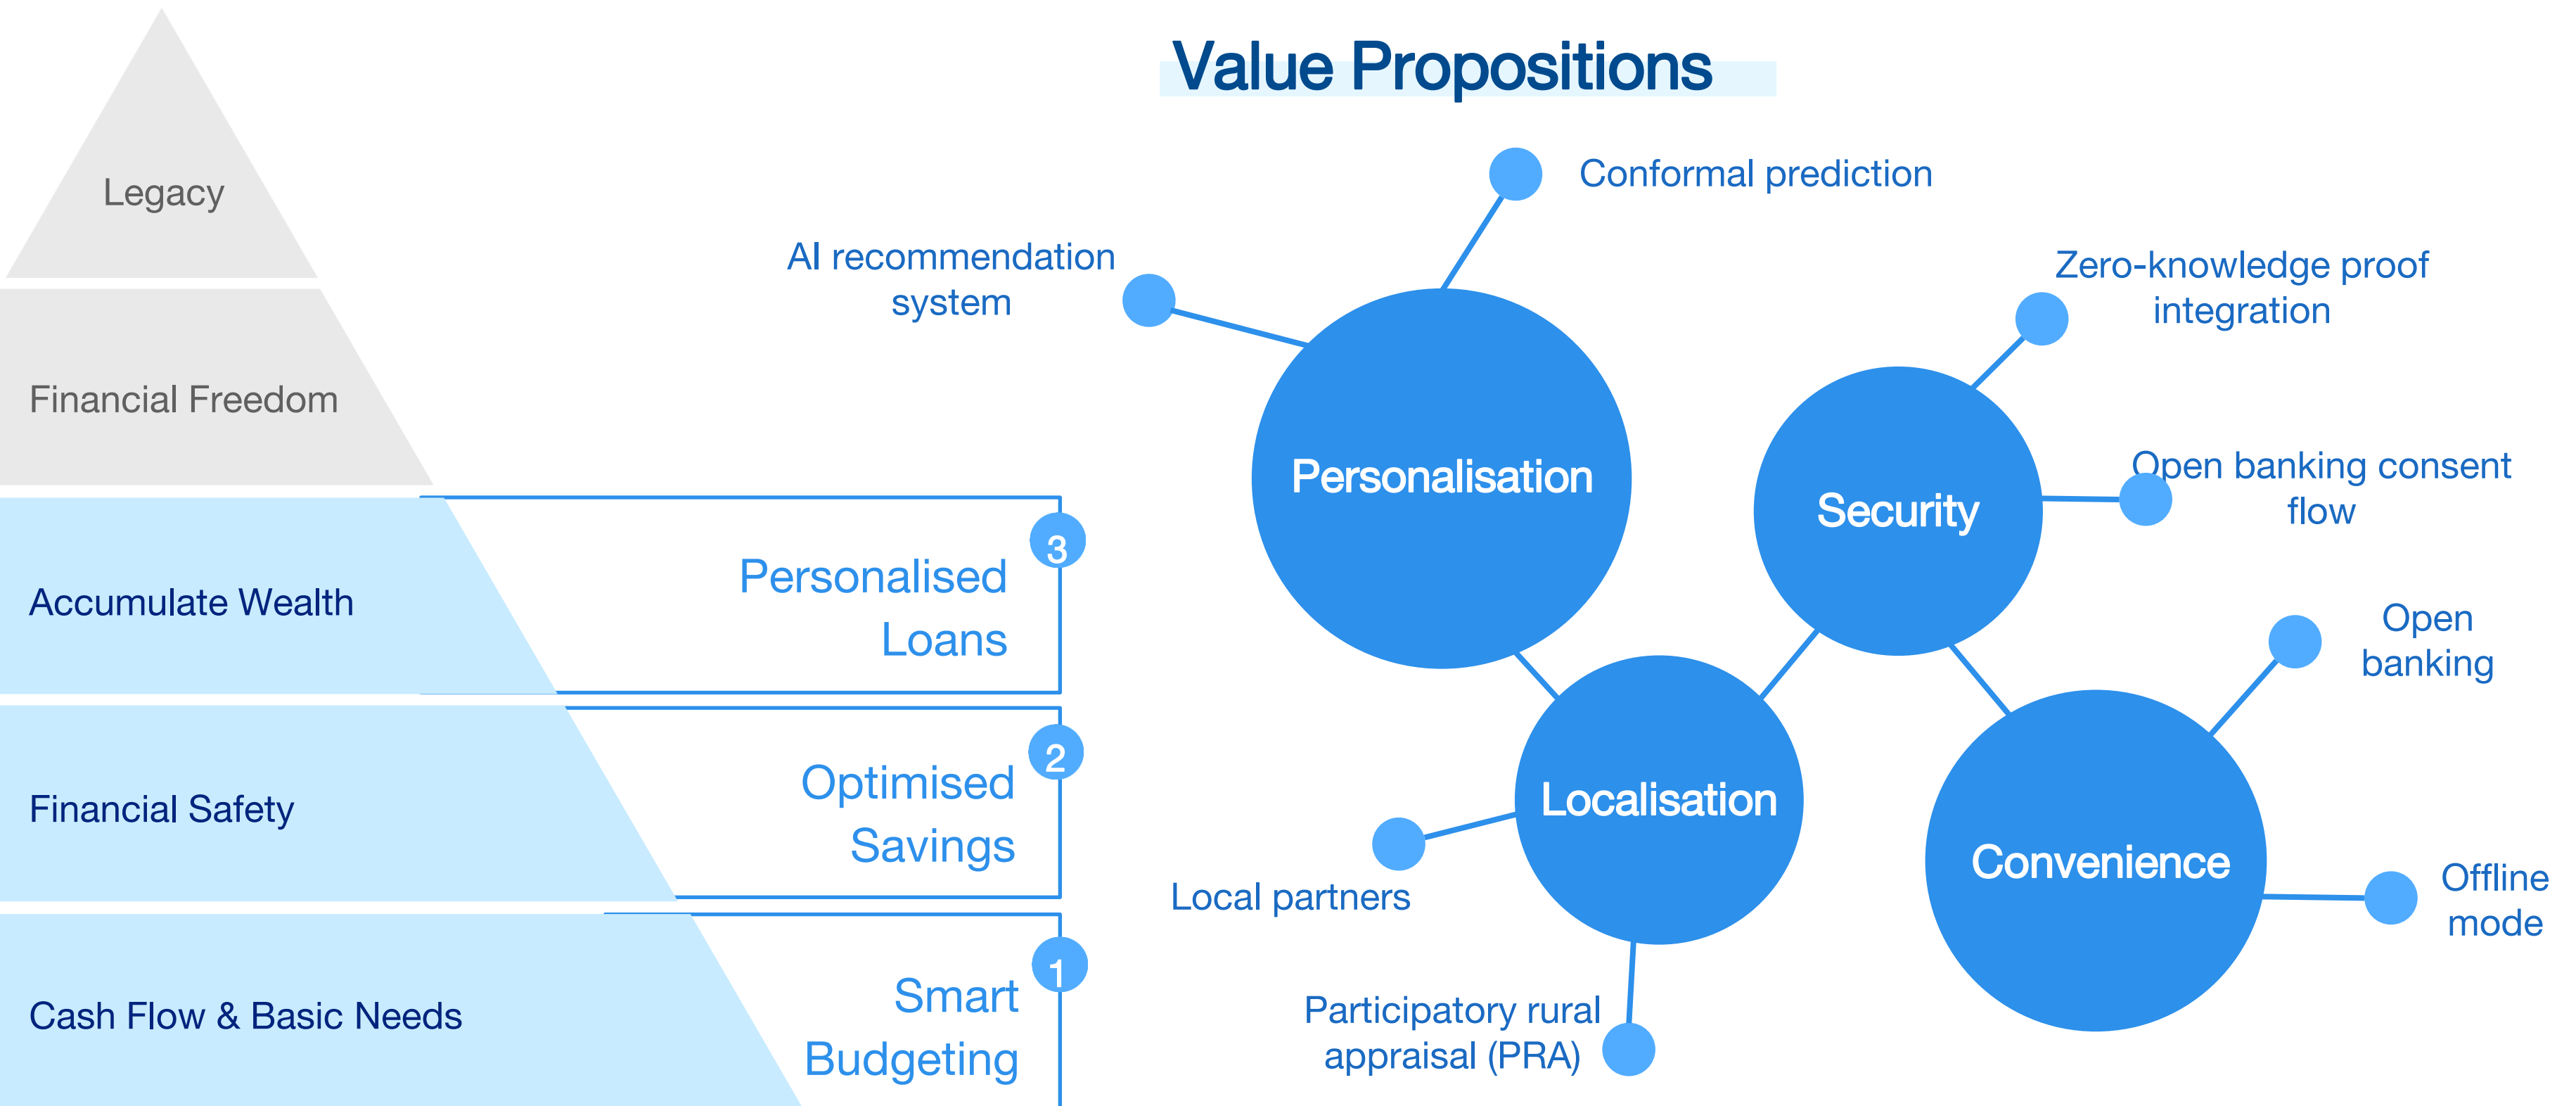 Legacy
Financial Freedom
Accumulate Wealth
Financial Safety
Cash Flow & Basic Needs
3
Personalised
Loans
2
Optimised
Savings
1
Smart
Budgeting
Value Propositions
Conformal prediction
AI recommendation
system
Personalisation
Zero-knowledge proof
integration
Open banking consent
flow
Security
Localisation
Local partners
Participatory rural
appraisal (PRA)
Open
banking
Convenience
Offline
mode